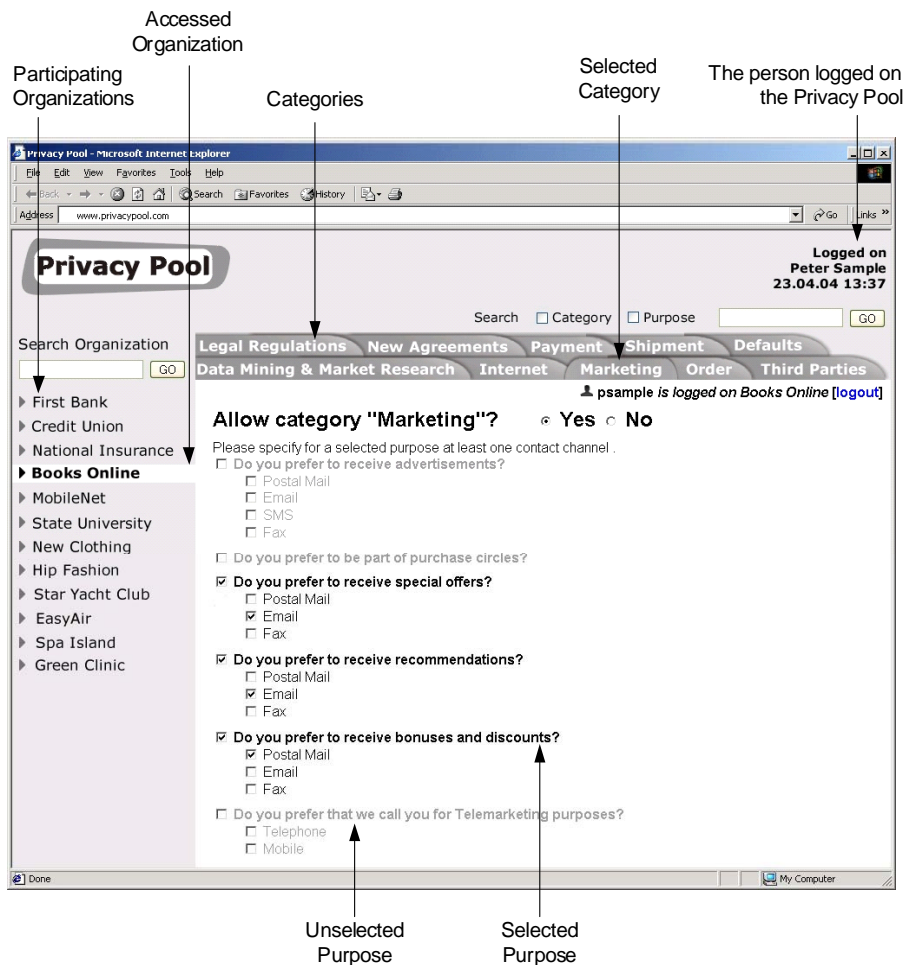 Accessed
Organization
Participating
Organizations
Categories
Selected
Category
The person logged on
the Privacy Pool
Privacy Pool - Microsoft Internet Explorer
File Edit View Favorites Tools Help
Back Search Favorites History
Address www.privacypool.com Go Links »
Privacy Pool
Logged on
Peter Sample
23.04.04 13:37
Search Category Purpose GO
Search Organization
GO
Legal Regulations New Agreements Payment Shipment Defaults
Data Mining & Market Research Internet Marketing Order Third Parties
psample is logged on Books Online [logout]
First Bank
Credit Union
National Insurance
Books Online
MobileNet
State University
New Clothing
Hip Fashion
Star Yacht Club
EasyAir
Spa Island
Green Clinic
Allow category "Marketing"? Yes No
Please specify for a selected purpose at least one contact channel .
Do you prefer to receive advertisements?
Postal Mail
Email
SMS
Fax
Do you prefer to be part of purchase circles?
Do you prefer to receive special offers?
Postal Mail
Email
Fax
Do you prefer to receive recommendations?
Postal Mail
Email
Fax
Do you prefer to receive bonuses and discounts?
Postal Mail
Email
Fax
Do you prefer that we call you for Telemarketing purposes?
Telephone
Mobile
Done My Computer
Unselected
Purpose
Selected
Purpose